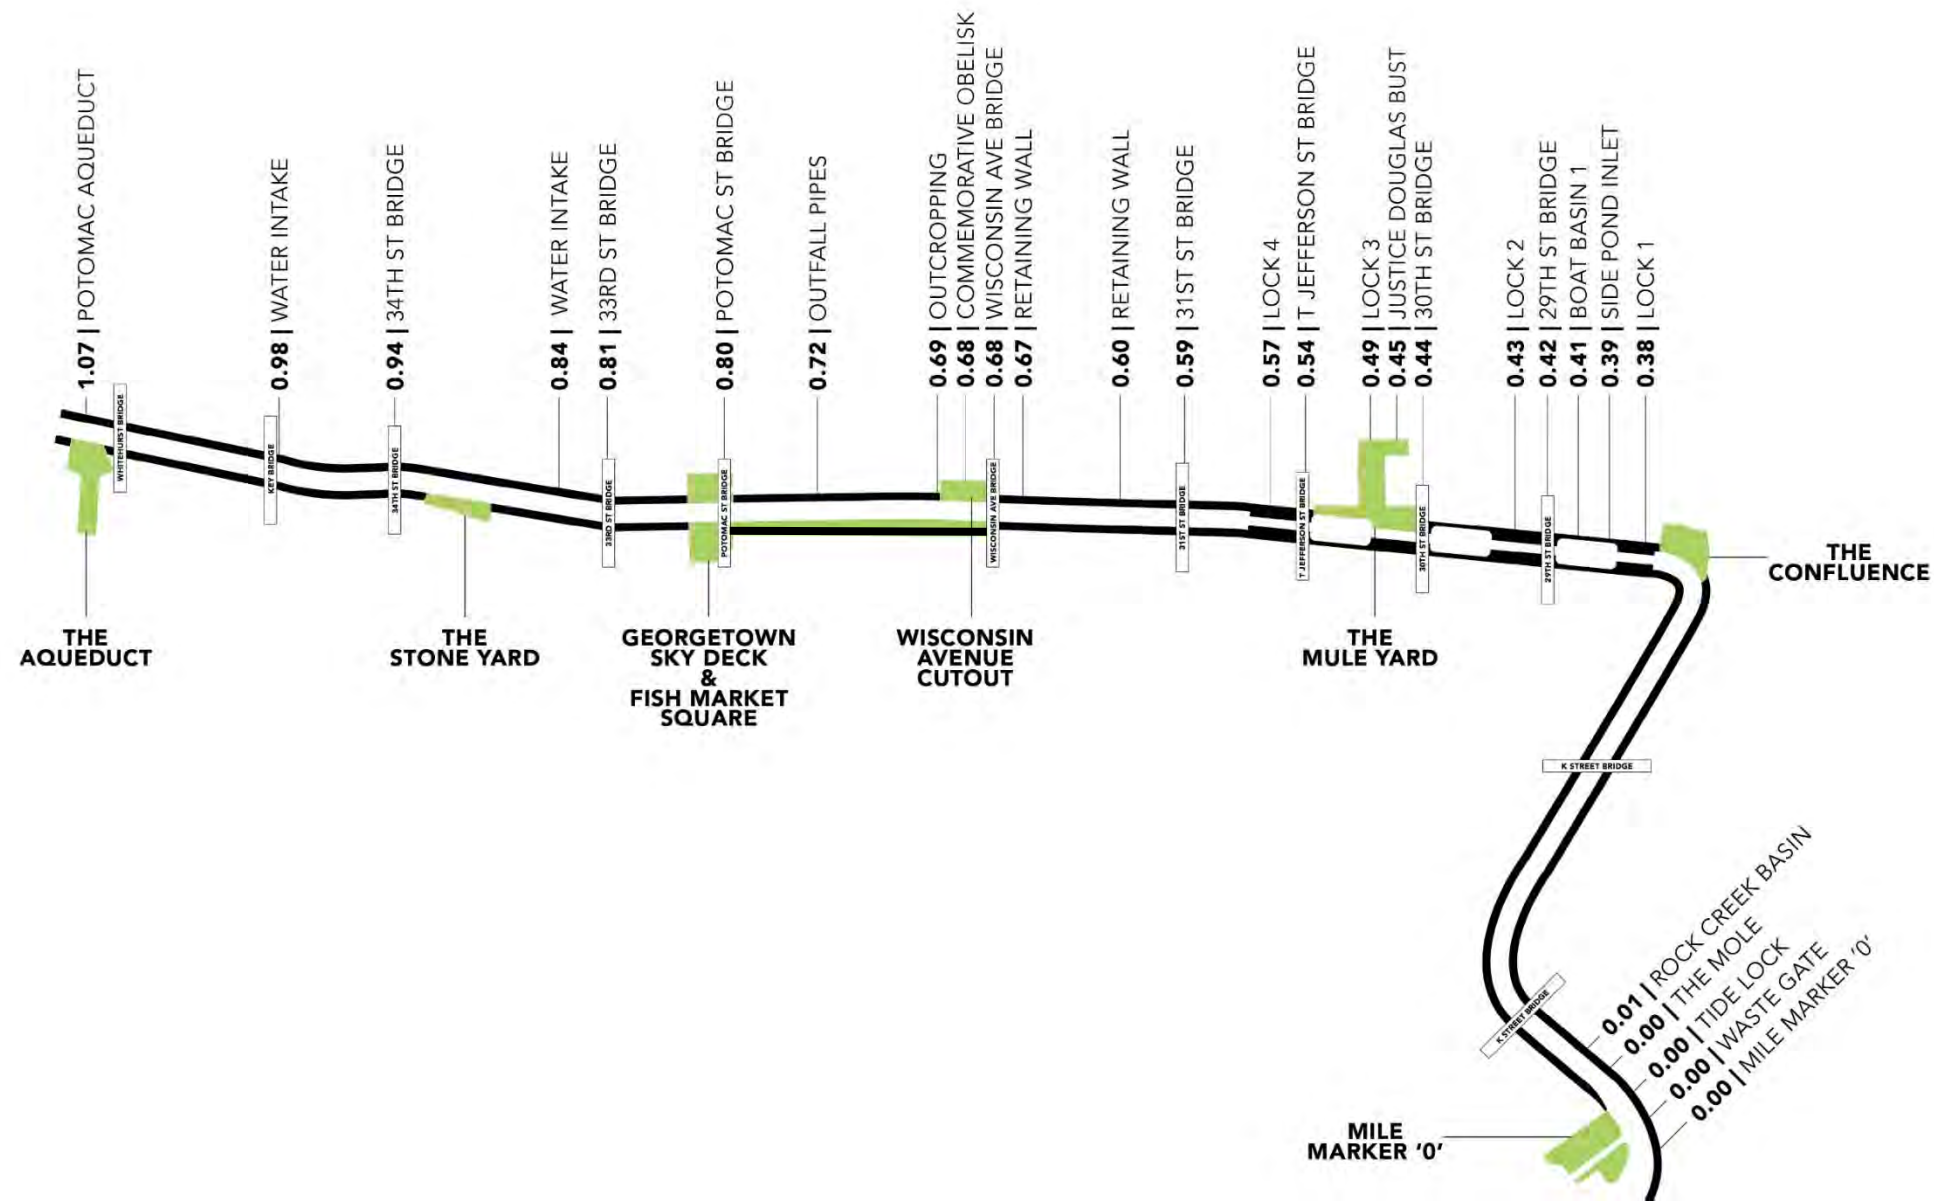 1.07 | POTOMAC AQUEDUCT
0.98 | WATER INTAKE
0.94 | 34TH ST BRIDGE
0.84 | WATER INTAKE
0.81 | 33RD ST BRIDGE
0.80 | POTOMAC ST BRIDGE
0.72 | OUTFALL PIPES
0.69 | OUTCROPPING
0.68 | COMMEMORATIVE OBELISK
0.68 | WISCONSIN AVE BRIDGE
0.67 | RETAINING WALL
0.60 | RETAINING WALL
0.59 | 31ST ST BRIDGE
0.57 | LOCK 4
0.54 | T JEFFERSON ST BRIDGE
0.49 | LOCK 3
0.45 | JUSTICE DOUGLAS BUST
0.44 | 30TH ST BRIDGE
0.43 | LOCK 2
0.42 | 29TH ST BRIDGE
0.41 | BOAT BASIN 1
0.39 | SIDE POND INLET
0.38 | LOCK 1
WHITEHURST BRIDGE
KEY BRIDGE
34TH ST BRIDGE
33RD ST BRIDGE
POTOMAC ST BRIDGE
WISCONSIN AVE BRIDGE
31ST ST BRIDGE
T JEFFERSON ST BRIDGE
30TH ST BRIDGE
29TH ST BRIDGE
THE
CONFLUENCE
THE
AQUEDUCT
THE
STONE YARD
GEORGETOWN
SKY DECK
&
FISH MARKET
SQUARE
WISCONSIN
AVENUE
CUTOUT
THE
MULE YARD
K STREET BRIDGE
K STREET BRIDGE
0.01 | ROCK CREEK BASIN
0.00 | THE MOLE
0.00 | TIDE LOCK
0.00 | WASTE GATE
0.00 | MILE MARKER '0'
MILE
MARKER '0'